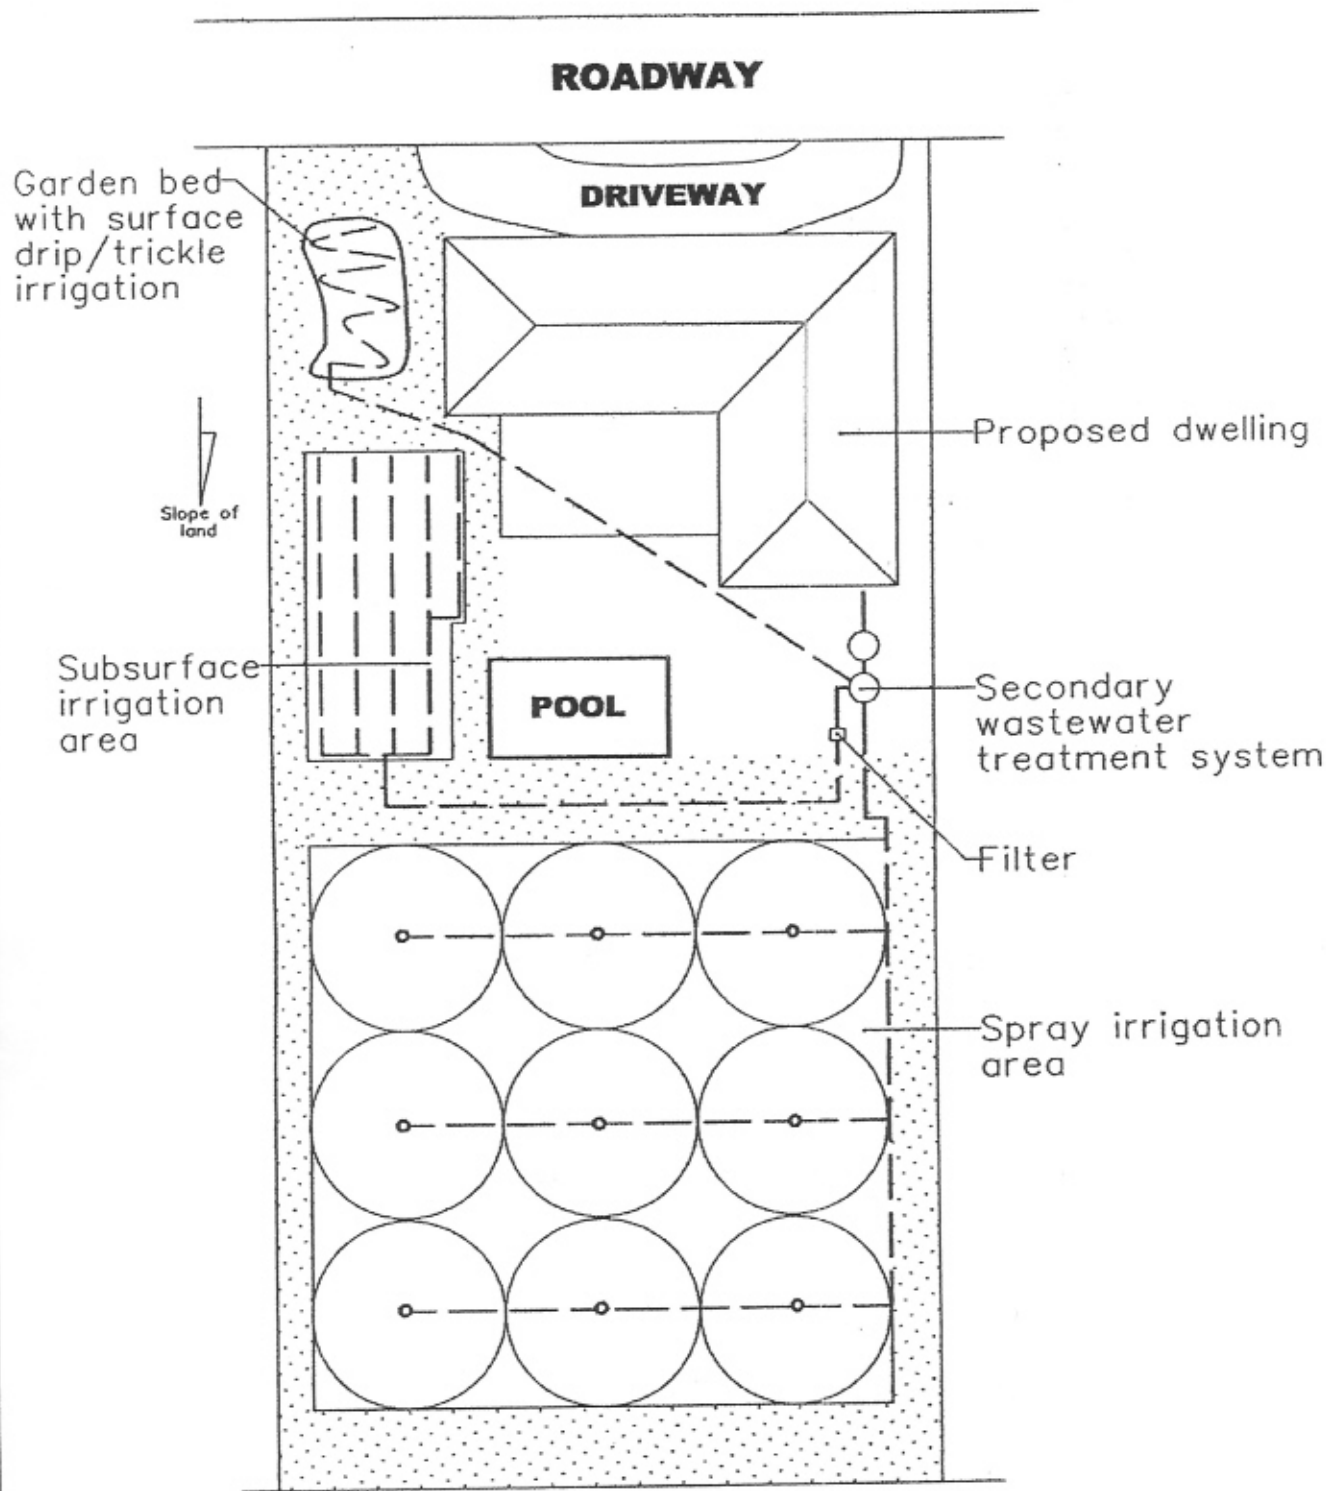 ROADWAY
DRIVEWAY
Garden bed
with surface
drip/trickle
irrigation
Proposed dwelling
Slope of
land
Subsurface
irrigation
area
POOL
Secondary
wastewater
treatment system
Filter
Spray irrigation
area